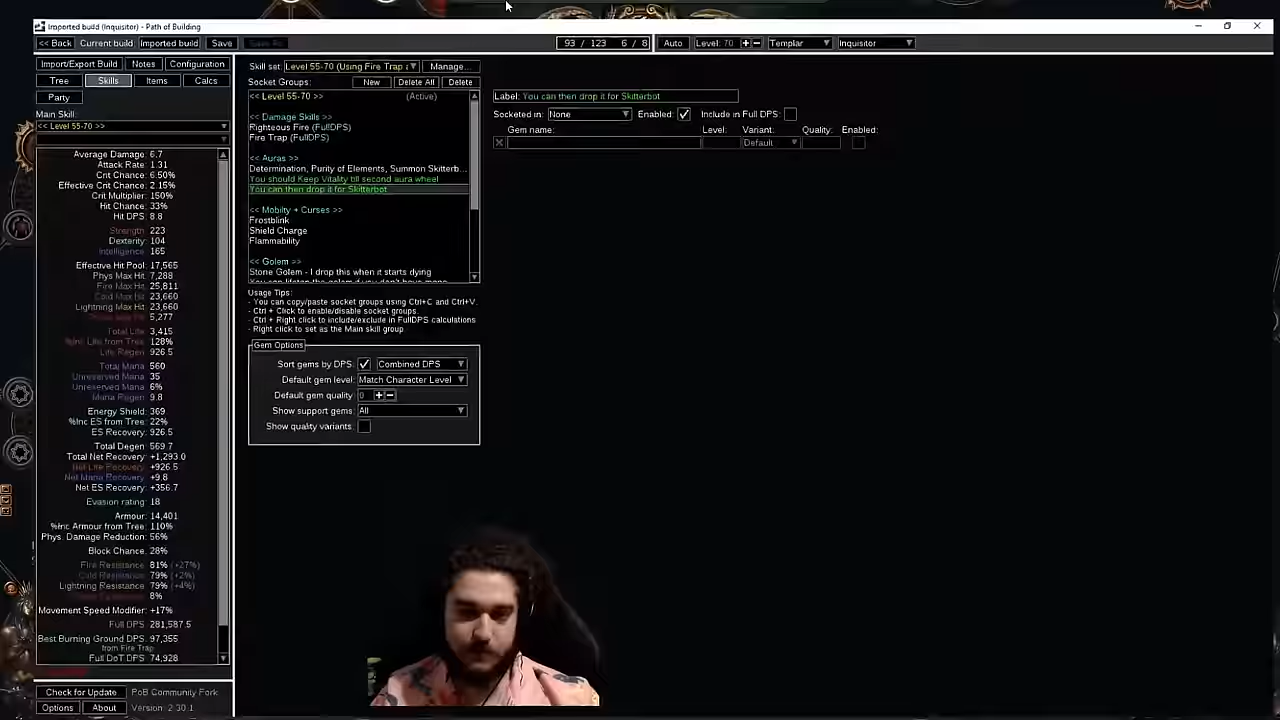 Imported build (Inquisitor) - Path of Building
<< Back Current build: Imported build Save Save As
93 / 123 6 / 8 Auto Level: 70 + − Templar Inquisitor
Import/Export Build Notes Configuration
Tree Skills Items Calcs
Party
Main Skill:
<< Level 55-70 >>
Average Damage: 6.7
Attack Rate: 1.31
Crit Chance: 6.50%
Effective Crit Chance: 2.15%
Crit Multiplier: 150%
Hit Chance: 33%
Hit DPS: 8.8
Strength: 223
Dexterity: 104
Intelligence: 165
Effective Hit Pool: 17,565
Phys Max Hit: 7,288
Fire Max Hit: 25,811
Cold Max Hit: 23,660
Lightning Max Hit: 23,660
5,277
Total Life: 3,415
%Inc Life from Tree: 128%
Life Regen: 926.5
Total Mana: 560
Unreserved Mana: 35
Unreserved Mana: 6%
Mana Regen: 9.8
Energy Shield: 369
%Inc ES from Tree: 22%
ES Recovery: 926.5
Total Degen: 569.7
Total Net Recovery: +1,293.0
Net Life Recovery: +926.5
Net Mana Recovery: +9.8
Net ES Recovery: +356.7
Evasion rating: 18
Armour: 14,401
%Inc Armour from Tree: 110%
Phys. Damage Reduction: 56%
Block Chance: 28%
Fire Resistance: 81% (+27%)
Cold Resistance: 79% (+2%)
Lightning Resistance: 79% (+4%)
8%
Movement Speed Modifier: +17%
Full DPS: 281,587.5
Best Burning Ground DPS: 97,355
from Fire Trap
Full DoT DPS: 74,928
Check for Update PoB Community Fork
Options About Version: 2.30.1
Skill set: Level 55-70 (Using Fire Trap Manage...
Socket Groups: New Delete All Delete
<< Level 55-70 >> (Active)
<< Damage Skills >>
Righteous Fire (FullDPS)
Fire Trap (FullDPS)
<< Auras >>
Determination, Purity of Elements, Summon Skitterb...
You should Keep Vitality till second aura wheel
You can then drop it for Skitterbot
<< Mobilty + Curses >>
Frostblink
Shield Charge
Flammability
<< Golem >>
Stone Golem - I drop this when it starts dying
Usage Tips:
- You can copy/paste socket groups using Ctrl+C and Ctrl+V.
- Ctrl + Click to enable/disable socket groups.
- Ctrl + Right click to include/exclude in FullDPS calculations
- Right click to set as the Main skill group
Gem Options
Sort gems by DPS: Combined DPS
Default gem level: Match Character Level
Default gem quality: 0 + −
Show support gems: All
Show quality variants:
Label: You can then drop it for Skitterbot
Socketed in: None Enabled: Include in Full DPS:
Gem name: Level: Variant: Quality: Enabled:
Default